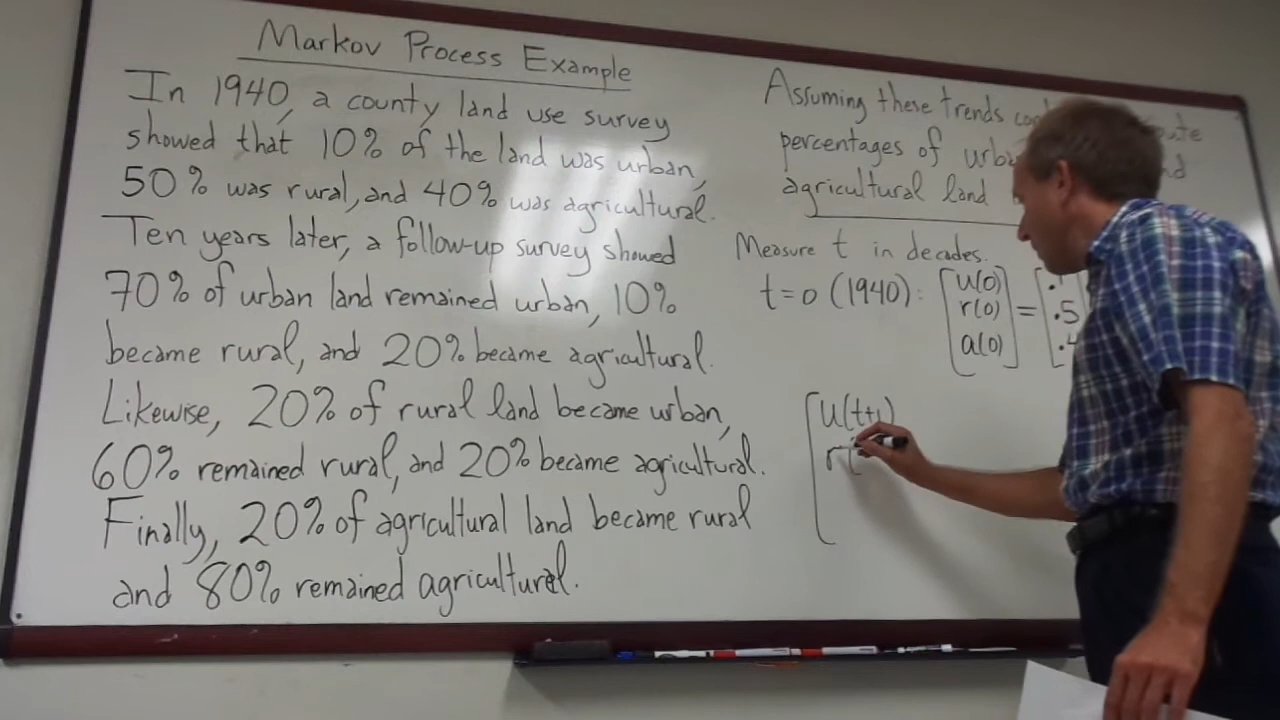 Markov Process Example
In 1940, a county land use survey
showed that 10% of the land was urban,
50% was rural, and 40% was agricultural.
Ten years later, a follow-up survey showed
70% of urban land remained urban, 10%
became rural, and 20% became agricultural.
Likewise, 20% of rural land became urban,
60% remained rural, and 20% became agricultural.
Finally, 20% of agricultural land became rural
and 80% remained agricultural.
Assuming these trends
percentages of
agricultural land
Measure t in decades.
t=0 (1940):
u(0)
r(0) = .5
a(0)
u(t+1)
r(